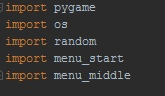 import pygame
import os
import random
import menu_start
import menu_middle